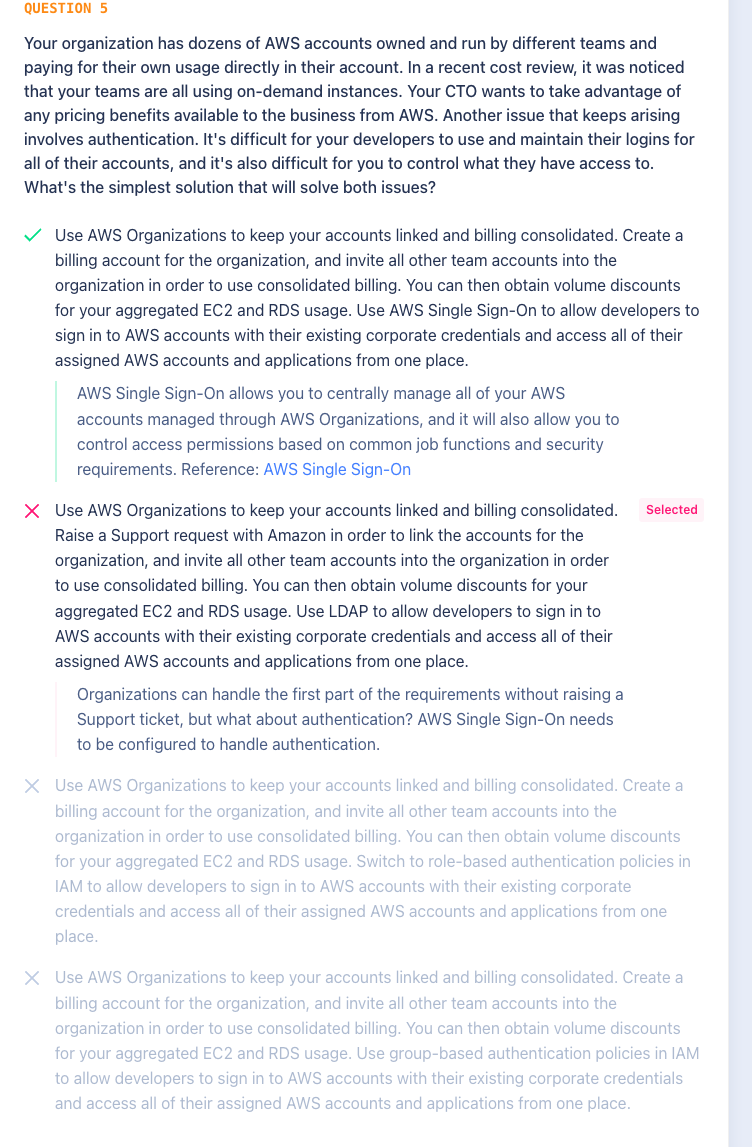 QUESTION 5
Your organization has dozens of AWS accounts owned and run by different teams and
paying for their own usage directly in their account. In a recent cost review, it was noticed
that your teams are all using on-demand instances. Your CTO wants to take advantage of
any pricing benefits available to the business from AWS. Another issue that keeps arising
involves authentication. It's difficult for your developers to use and maintain their logins for
all of their accounts, and it's also difficult for you to control what they have access to.
What's the simplest solution that will solve both issues?
Use AWS Organizations to keep your accounts linked and billing consolidated. Create a
billing account for the organization, and invite all other team accounts into the
organization in order to use consolidated billing. You can then obtain volume discounts
for your aggregated EC2 and RDS usage. Use AWS Single Sign-On to allow developers to
sign in to AWS accounts with their existing corporate credentials and access all of their
assigned AWS accounts and applications from one place.
AWS Single Sign-On allows you to centrally manage all of your AWS
accounts managed through AWS Organizations, and it will also allow you to
control access permissions based on common job functions and security
requirements. Reference: AWS Single Sign-On
Use AWS Organizations to keep your accounts linked and billing consolidated.
Selected
Raise a Support request with Amazon in order to link the accounts for the
organization, and invite all other team accounts into the organization in order
to use consolidated billing. You can then obtain volume discounts for your
aggregated EC2 and RDS usage. Use LDAP to allow developers to sign in to
AWS accounts with their existing corporate credentials and access all of their
assigned AWS accounts and applications from one place.
Organizations can handle the first part of the requirements without raising a
Support ticket, but what about authentication? AWS Single Sign-On needs
to be configured to handle authentication.
Use AWS Organizations to keep your accounts linked and billing consolidated. Create a
billing account for the organization, and invite all other team accounts into the
organization in order to use consolidated billing. You can then obtain volume discounts
for your aggregated EC2 and RDS usage. Switch to role-based authentication policies in
IAM to allow developers to sign in to AWS accounts with their existing corporate
credentials and access all of their assigned AWS accounts and applications from one
place.
Use AWS Organizations to keep your accounts linked and billing consolidated. Create a
billing account for the organization, and invite all other team accounts into the
organization in order to use consolidated billing. You can then obtain volume discounts
for your aggregated EC2 and RDS usage. Use group-based authentication policies in IAM
to allow developers to sign in to AWS accounts with their existing corporate credentials
and access all of their assigned AWS accounts and applications from one place.